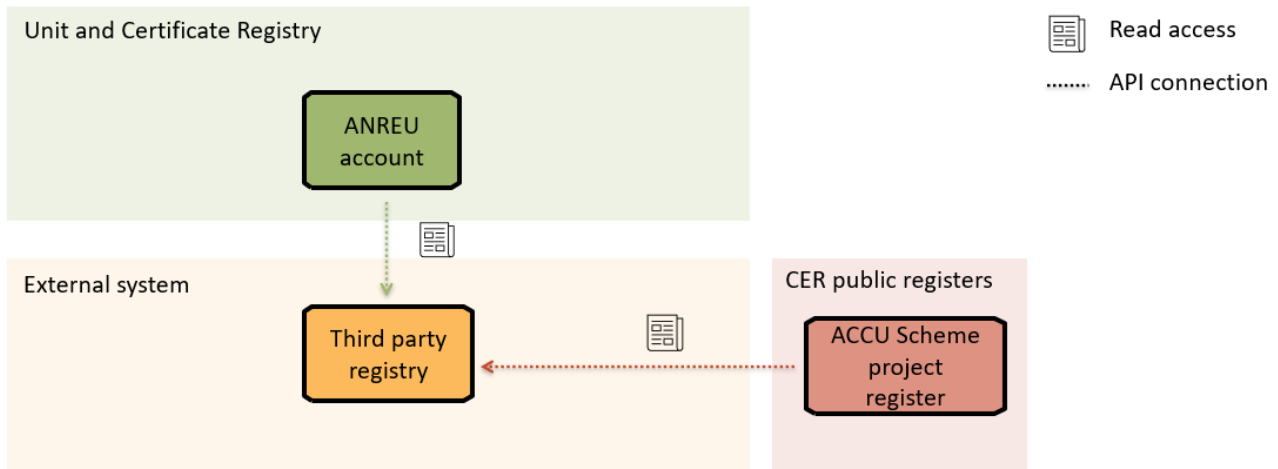 Unit and Certificate Registry
Read access
API connection
ANREU
account
External system
CER public registers
Third party
registry
ACCU Scheme
project
register